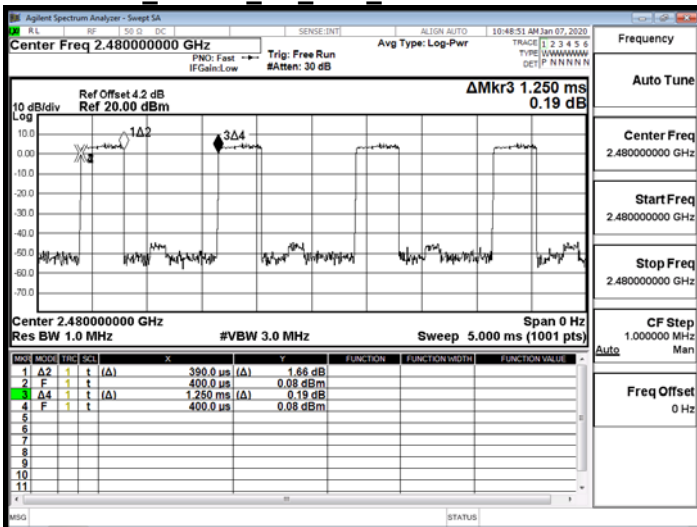 Agilent Spectrum Analyzer - Swept SA
RL RF 50 Ω DC SENSE:INT ALIGN AUTO 10:48:51 AM Jan 07, 2020
Center Freq 2.480000000 GHz
PNO: Fast
IFGain:Low
Trig: Free Run
#Atten: 30 dB
Avg Type: Log-Pwr
TRACE 1 2 3 4 5 6
TYPE WWWWWW
DET P NNNNN
Ref Offset 4.2 dB
Ref 20.00 dBm
10 dB/div
Log
ΔMkr3 1.250 ms
0.19 dB
10.0
0.00
-10.0
-20.0
-30.0
-40.0
-50.0
-60.0
-70.0
1Δ2
3Δ4
Center 2.480000000 GHz
Span 0 Hz
Res BW 1.0 MHz
#VBW 3.0 MHz
Sweep 5.000 ms (1001 pts)
MKR MODE TRC SCL X Y FUNCTION FUNCTION WIDTH FUNCTION VALUE
1 Δ2 1 t (Δ) 390.0 µs (Δ) 1.66 dB
2 F 1 t 400.0 µs 0.08 dBm
3 Δ4 1 t (Δ) 1.250 ms (Δ) 0.19 dB
4 F 1 t 400.0 µs 0.08 dBm
5
6
7
8
9
10
11
MSG STATUS
Frequency
Auto Tune
Center Freq
2.480000000 GHz
Start Freq
2.480000000 GHz
Stop Freq
2.480000000 GHz
CF Step
1.000000 MHz
Auto Man
Freq Offset
0 Hz